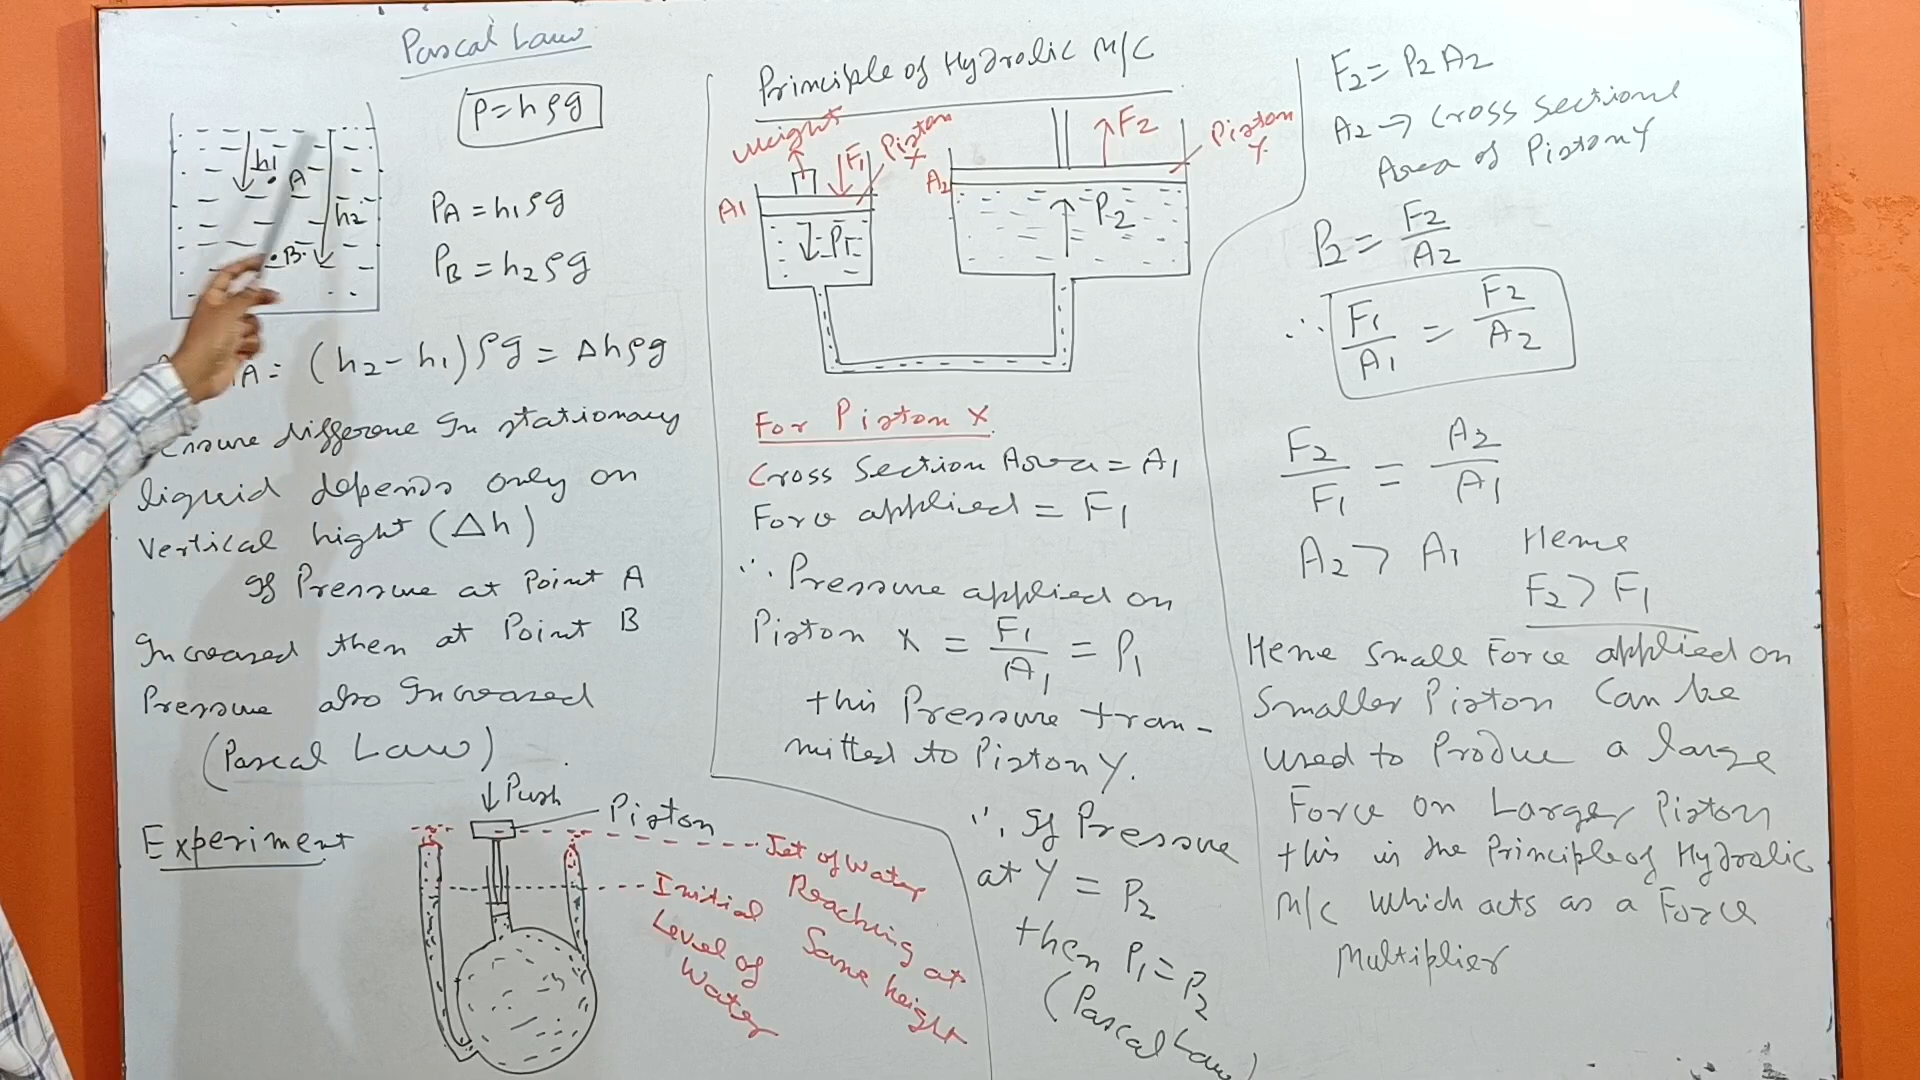 Pascal Law
P = hρg
h1
A
h2
B
PA = h1ρg
PB = h2ρg
A = (h2 - h1)ρg = Δhρg
differone In stationary
liquid depends only on
Vertical hight (Δh)
If Pressure at Point A
Increased then at Point B
Pressure also Increased
(Pascal Law)
Experiment
Push
Piston
Jet of Water
Reaching at
Same height
Initial
Level of
Water
Principle of Hydrolic M/C
Weight
F1
Piston
X
A1
P1
A2
F2
Piston
Y
P2
For Piston X
Cross Section Area = A1
Force applied = F1
∴ Pressure applied on
Piston X = F1/A1 = P1
this Pressure tran-
mitted to Piston Y.
∴ If Pressure
at Y = P2
then P1 = P2
(Pascal Law)
F2 = P2 A2
A2 → Cross Sectional
Area of Piston Y
P2 = F2/A2
∴ F1/A1 = F2/A2
F2/F1 = A2/A1
A2 > A1 Hence
F2 > F1
Hence Small Force applied on
Smaller Piston Can be
used to Produce a large
Force on Larger Piston
this is the Principle of Hydrolic
M/C Which acts as a Force
Multiplier